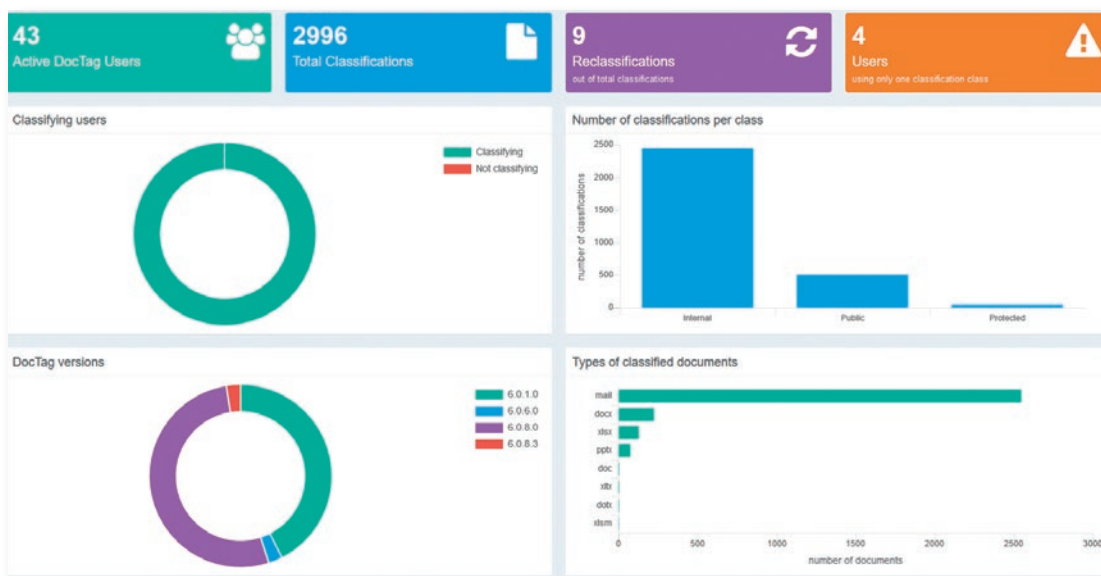 43
Active DocTag Users
2996
Total Classifications
9
Reclassifications
out of total classifications
4
Users
using only one classification class
Classifying users
Classifying
Not classifying
Number of classifications per class
number of classifications
2500
2000
1500
1000
500
0
Internal
Public
Protected
DocTag versions
6.0.1.0
6.0.6.0
6.0.8.0
6.0.8.3
Types of classified documents
mail
docx
xlsx
pptx
doc
dotx
xlsm
0
500
1000
1500
2000
2500
3000
number of documents